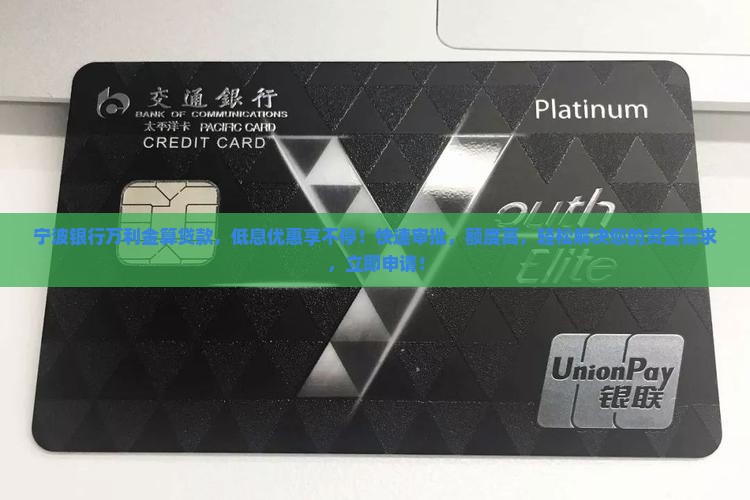 交通銀行
BANK OF COMMUNICATIONS
太平洋卡 PACIFIC CARD
CREDIT CARD
Platinum
outh
宁波银行万利金算贷款，低息优惠享不停！快速审批，额度高，轻松解决您的资金需求
，立即申请！
Elite
UnionPay
银联